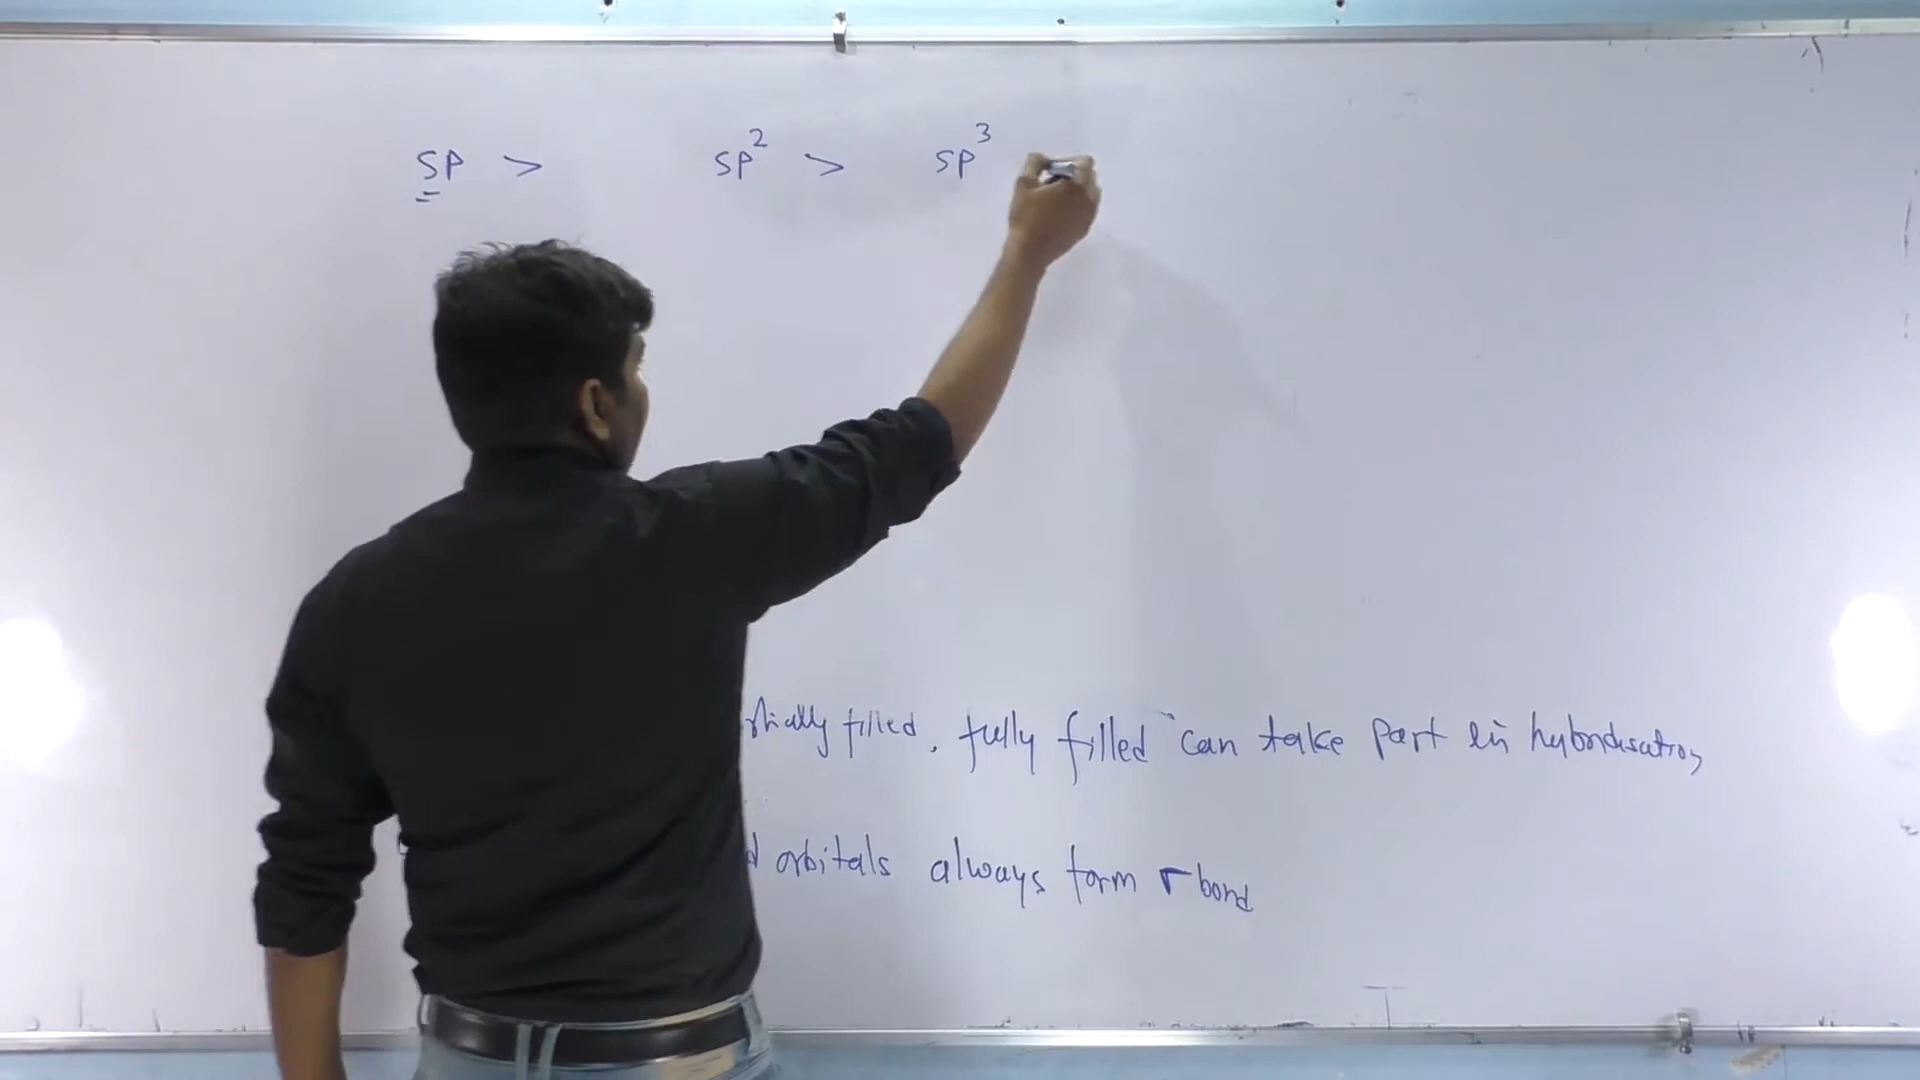 SP > SP² > SP³
filled, fully filled can take part in hybridisation
orbitals always form σ bond